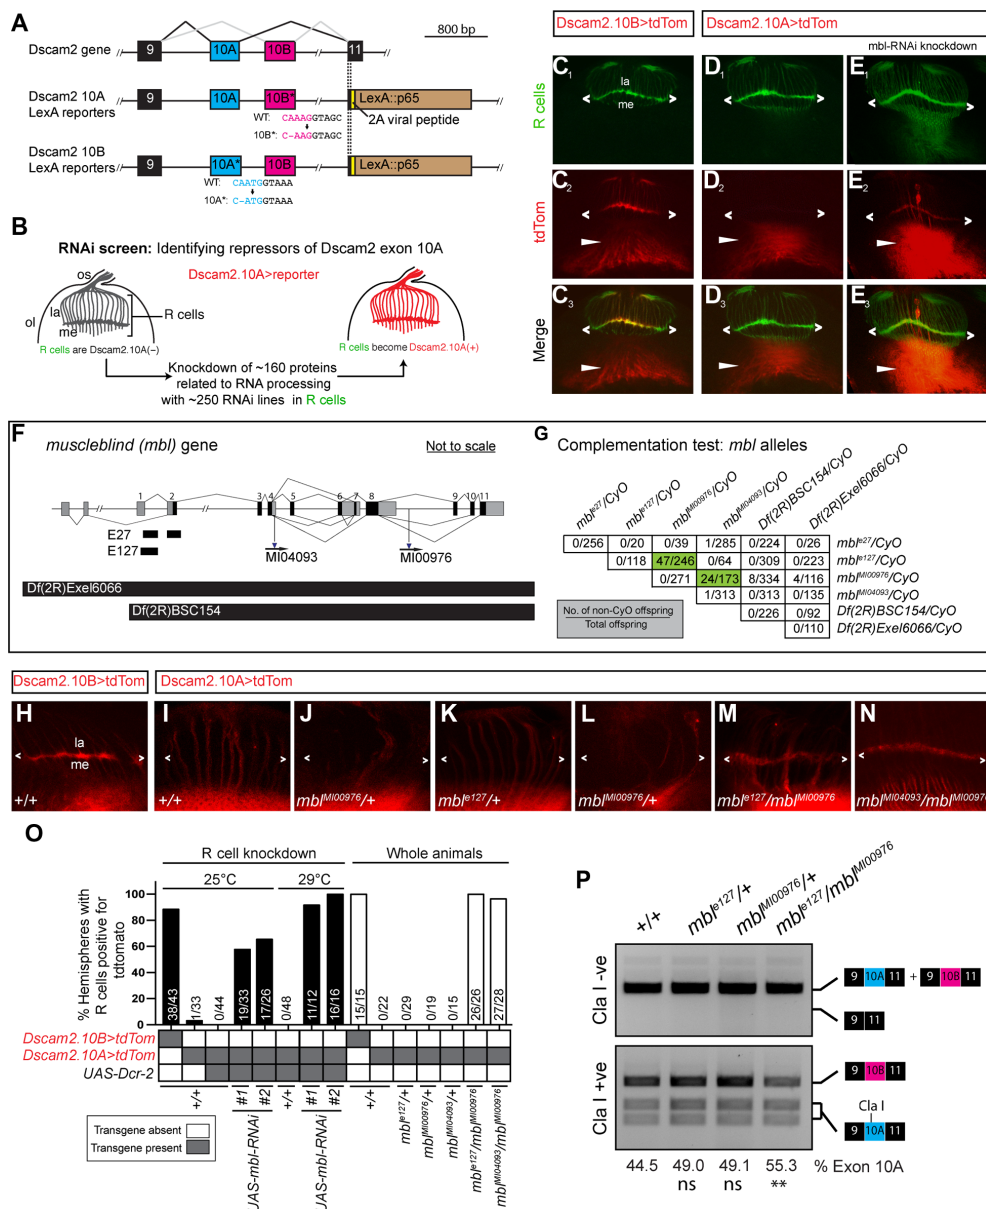 A
800 bp
Dscam2 gene
9
10A
10B
11
Dscam2 10A
LexA reporters
9
10A
10B*
LexA::p65
2A viral peptide
WT: CAAAGGTAGC
10B*: C-AAGGTAGC
Dscam2 10B
LexA reporters
9
10A*
10B
LexA::p65
WT: CAATGGTAAA
10A*: C-ATGGTAAA
B
RNAi screen: Identifying repressors of Dscam2 exon 10A
Dscam2.10A>reporter
os
la
ol
me
R cells
R cells are Dscam2.10A(-)
R cells become Dscam2.10A(+)
Knockdown of ~160 proteins
related to RNA processing
with ~250 RNAi lines in R cells
Dscam2.10B>tdTom
Dscam2.10A>tdTom
mbl-RNAi knockdown
R cells
tdTom
Merge
C1
la
me
D1
E1
C2
D2
E2
C3
D3
E3
F
muscleblind (mbl) gene
Not to scale
1 2 3 4 5 6 7 8 9 10 11
E27
E127
MI04093
MI00976
Df(2R)Exel6066
Df(2R)BSC154
G
Complementation test: mbl alleles
mble27/CyO
mble127/CyO
mblMI00976/CyO
mblMI04093/CyO
Df(2R)BSC154/CyO
Df(2R)Exel6066/CyO
0/256 0/20 0/39 1/285 0/224 0/26 mble27/CyO
0/118 47/246 0/64 0/309 0/223 mble127/CyO
0/271 24/173 8/334 4/116 mblMI00976/CyO
1/313 0/313 0/135 mblMI04093/CyO
0/226 0/92 Df(2R)BSC154/CyO
0/110 Df(2R)Exel6066/CyO
No. of non-CyO offspring
Total offspring
Dscam2.10B>tdTom
Dscam2.10A>tdTom
H
la
me
+/+
I
+/+
J
mblMI00976/+
K
mble127/+
L
mblMI00976/+
M
mble127/mblMI00976
N
mblMI04093/mblMI00976
O
R cell knockdown
Whole animals
25°C
29°C
% Hemispheres with
R cells positive for
tdtomato
100
80
60
40
20
0
38/43
1/33
0/44
19/33
17/26
0/48
11/12
16/16
15/15
0/22
0/29
0/19
0/15
26/26
27/28
Dscam2.10B>tdTom
Dscam2.10A>tdTom
UAS-Dcr-2
+/+
#1
#2
UAS-mbl-RNAi
+/+
#1
#2
UAS-mbl-RNAi
+/+
mble127/+
mblMI00976/+
mblMI04093/+
mble127/mblMI00976
mblMI04093/mblMI00976
Transgene absent
Transgene present
P
+/+
mble127/+
mblMI00976/+
mble127/mblMI00976
Cla I -ve
9 10A 11 + 9 10B 11
9 11
Cla I +ve
9 10B 11
Cla I
9 10A 11
44.5 49.0 49.1 55.3 % Exon 10A
ns ns **